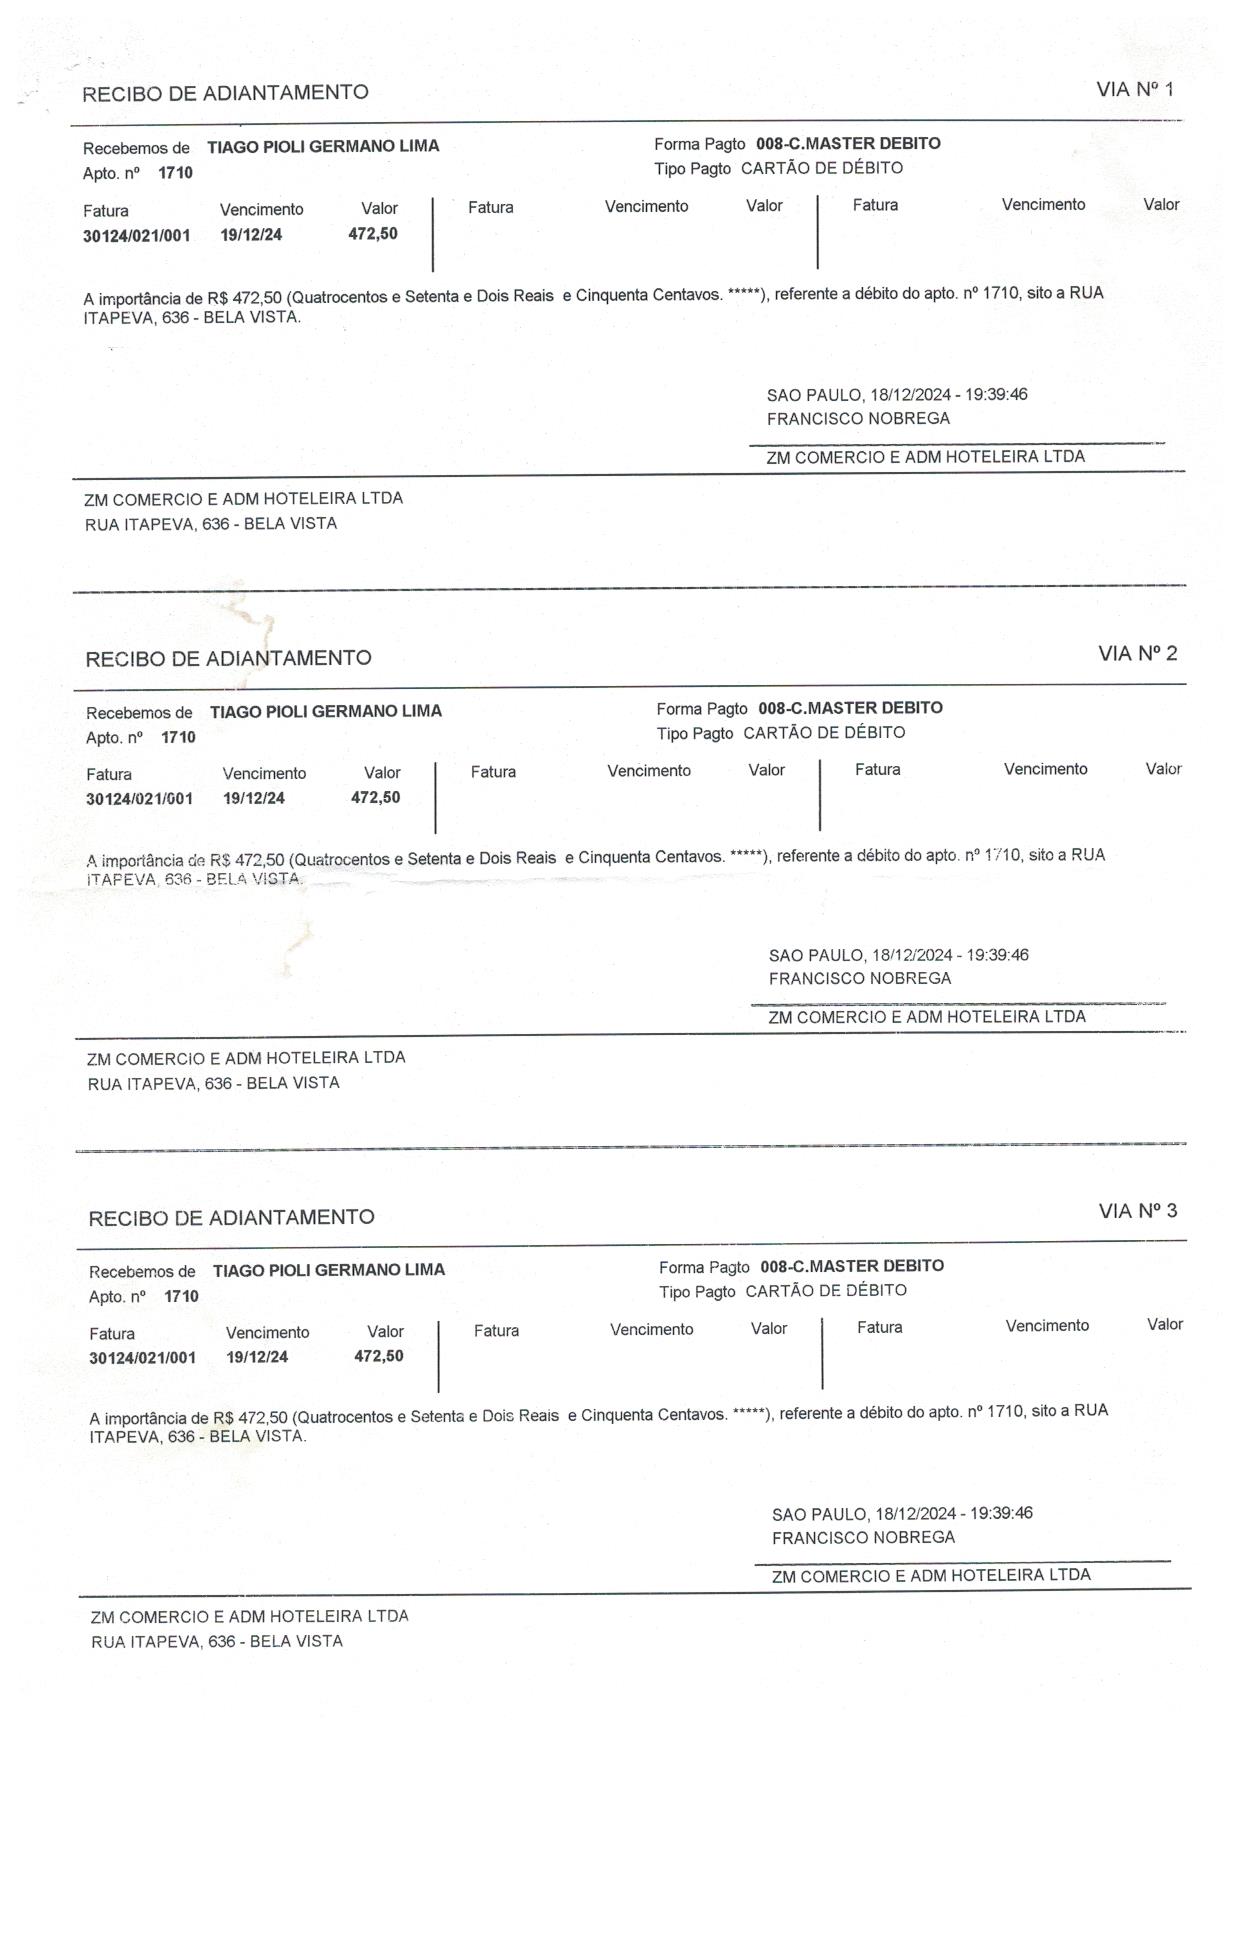 RECIBO DE ADIANTAMENTO VIA Nº 1
Recebemos de TIAGO PIOLI GERMANO LIMA Forma Pagto 008-C.MASTER DEBITO
Apto. nº 1710 Tipo Pagto CARTÃO DE DÉBITO
Fatura Vencimento Valor Fatura Vencimento Valor Fatura Vencimento Valor
30124/021/001 19/12/24 472,50
A importância de R$ 472,50 (Quatrocentos e Setenta e Dois Reais e Cinquenta Centavos. *****), referente a débito do apto. nº 1710, sito a RUA
ITAPEVA, 636 - BELA VISTA.
SAO PAULO, 18/12/2024 - 19:39:46
FRANCISCO NOBREGA
ZM COMERCIO E ADM HOTELEIRA LTDA
ZM COMERCIO E ADM HOTELEIRA LTDA
RUA ITAPEVA, 636 - BELA VISTA
RECIBO DE ADIANTAMENTO VIA Nº 2
Recebemos de TIAGO PIOLI GERMANO LIMA Forma Pagto 008-C.MASTER DEBITO
Apto. nº 1710 Tipo Pagto CARTÃO DE DÉBITO
Fatura Vencimento Valor Fatura Vencimento Valor Fatura Vencimento Valor
30124/021/001 19/12/24 472,50
A importância de R$ 472,50 (Quatrocentos e Setenta e Dois Reais e Cinquenta Centavos. *****), referente a débito do apto. nº 1710, sito a RUA
ITAPEVA, 636 - BELA VISTA.
SAO PAULO, 18/12/2024 - 19:39:46
FRANCISCO NOBREGA
ZM COMERCIO E ADM HOTELEIRA LTDA
ZM COMERCIO E ADM HOTELEIRA LTDA
RUA ITAPEVA, 636 - BELA VISTA
RECIBO DE ADIANTAMENTO VIA Nº 3
Recebemos de TIAGO PIOLI GERMANO LIMA Forma Pagto 008-C.MASTER DEBITO
Apto. nº 1710 Tipo Pagto CARTÃO DE DÉBITO
Fatura Vencimento Valor Fatura Vencimento Valor Fatura Vencimento Valor
30124/021/001 19/12/24 472,50
A importância de R$ 472,50 (Quatrocentos e Setenta e Dois Reais e Cinquenta Centavos. *****), referente a débito do apto. nº 1710, sito a RUA
ITAPEVA, 636 - BELA VISTA.
SAO PAULO, 18/12/2024 - 19:39:46
FRANCISCO NOBREGA
ZM COMERCIO E ADM HOTELEIRA LTDA
ZM COMERCIO E ADM HOTELEIRA LTDA
RUA ITAPEVA, 636 - BELA VISTA